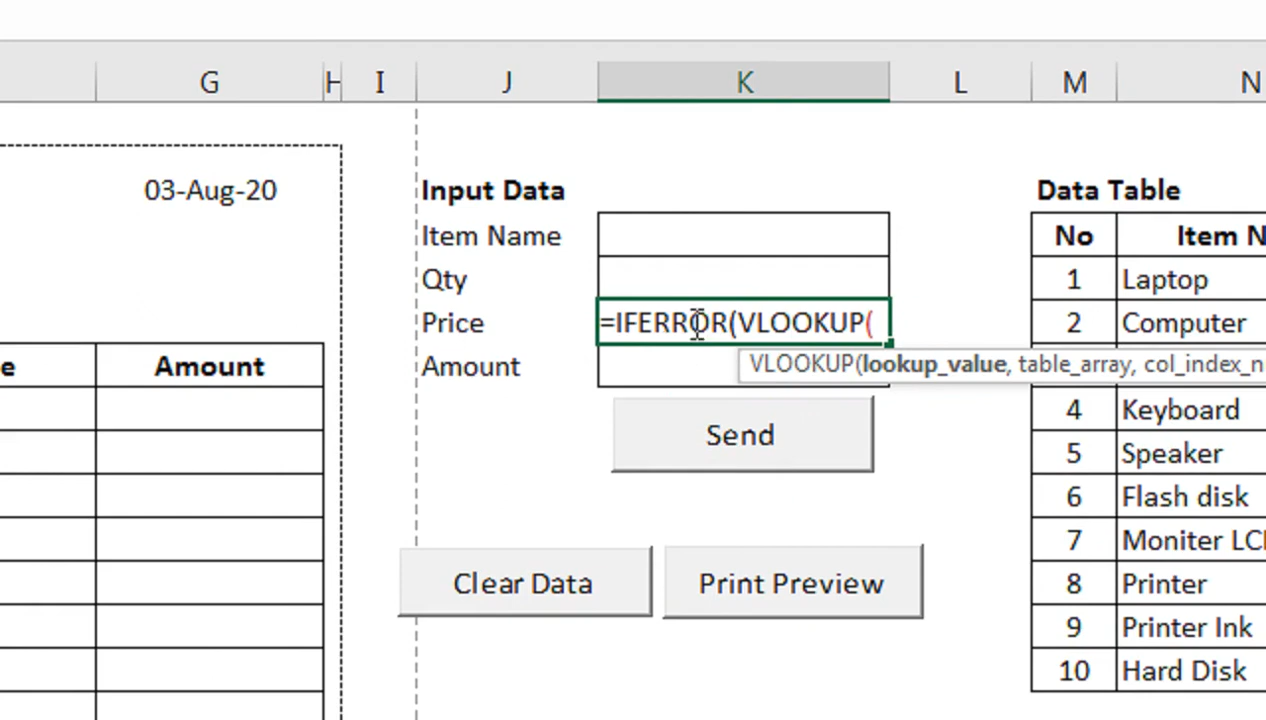 G H I J K L M N
03-Aug-20 Input Data Data Table
Item Name No Item N
Qty 1 Laptop
Price =IFERROR(VLOOKUP( 2 Computer
e Amount Amount VLOOKUP(lookup_value, table_array, col_index_n
4 Keyboard
Send 5 Speaker
6 Flash disk
7 Moniter LC
Clear Data Print Preview 8 Printer
9 Printer Ink
10 Hard Disk